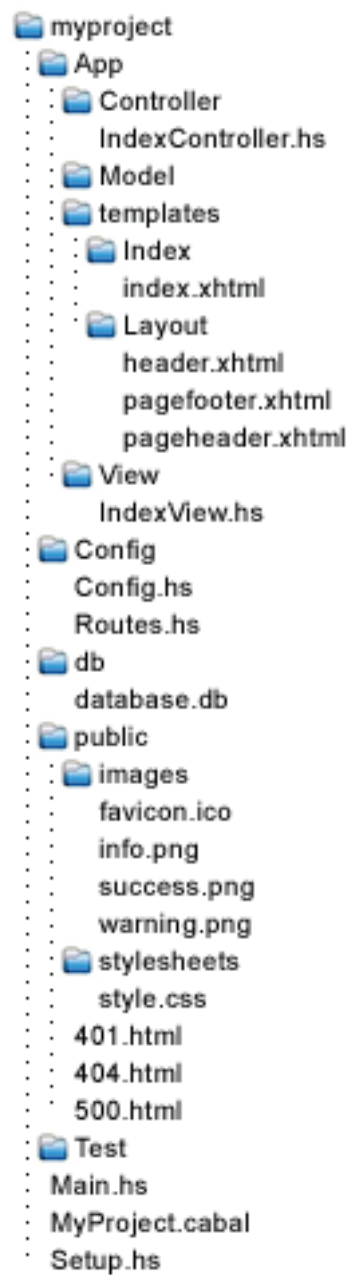 myproject
App
Controller
IndexController.hs
Model
templates
Index
index.xhtml
Layout
header.xhtml
pagefooter.xhtml
pageheader.xhtml
View
IndexView.hs
Config
Config.hs
Routes.hs
db
database.db
public
images
favicon.ico
info.png
success.png
warning.png
stylesheets
style.css
401.html
404.html
500.html
Test
Main.hs
MyProject.cabal
Setup.hs